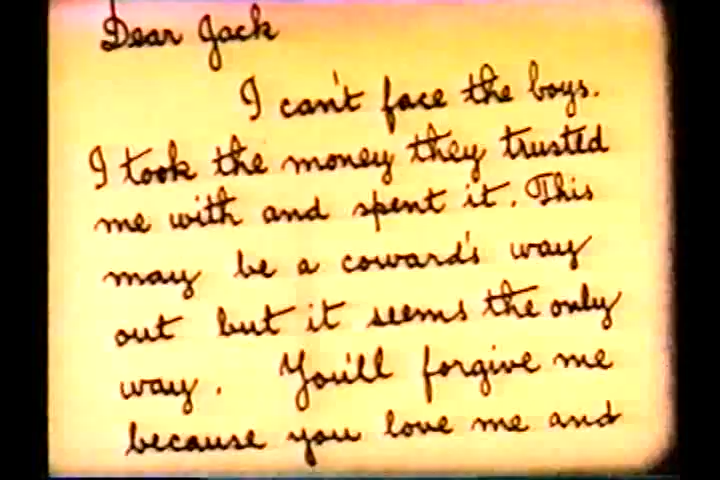 Dear Jack
I can't face the boys.
I took the money they trusted
me with and spent it. This
may be a coward's way
out but it seems the only
way. You'll forgive me
because you love me and